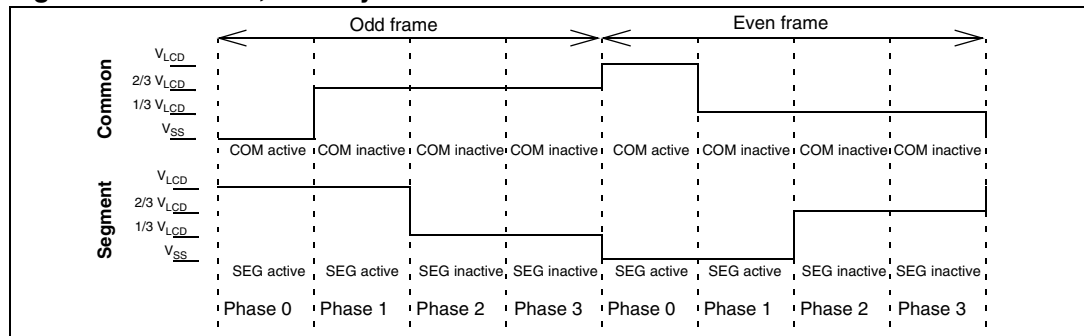 Odd frame Even frame
Common
VLCD
2/3 VLCD
1/3 VLCD
VSS
COM active COM inactive COM inactive COM inactive COM active COM inactive COM inactive COM inactive
Segment
VLCD
2/3 VLCD
1/3 VLCD
VSS
SEG active SEG active SEG inactive SEG inactive SEG active SEG active SEG inactive SEG inactive
Phase 0 Phase 1 Phase 2 Phase 3 Phase 0 Phase 1 Phase 2 Phase 3